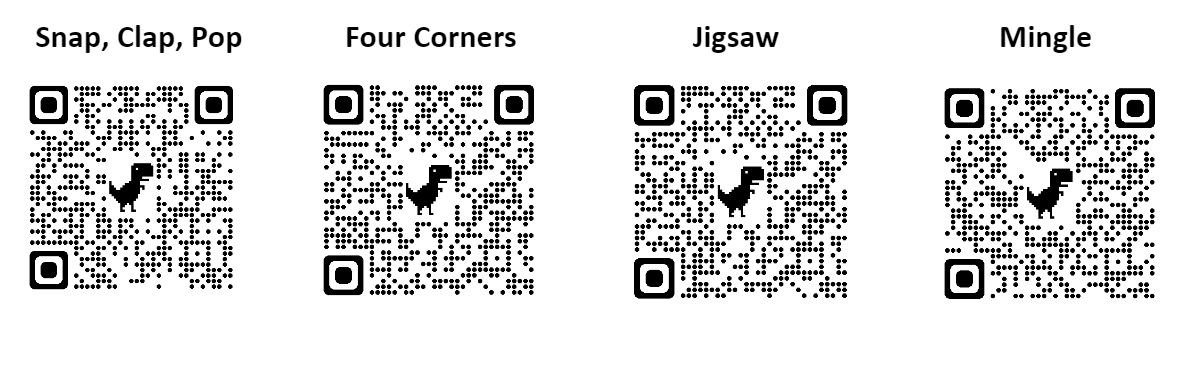 Snap, Clap, Pop
Four Corners
Jigsaw
Mingle